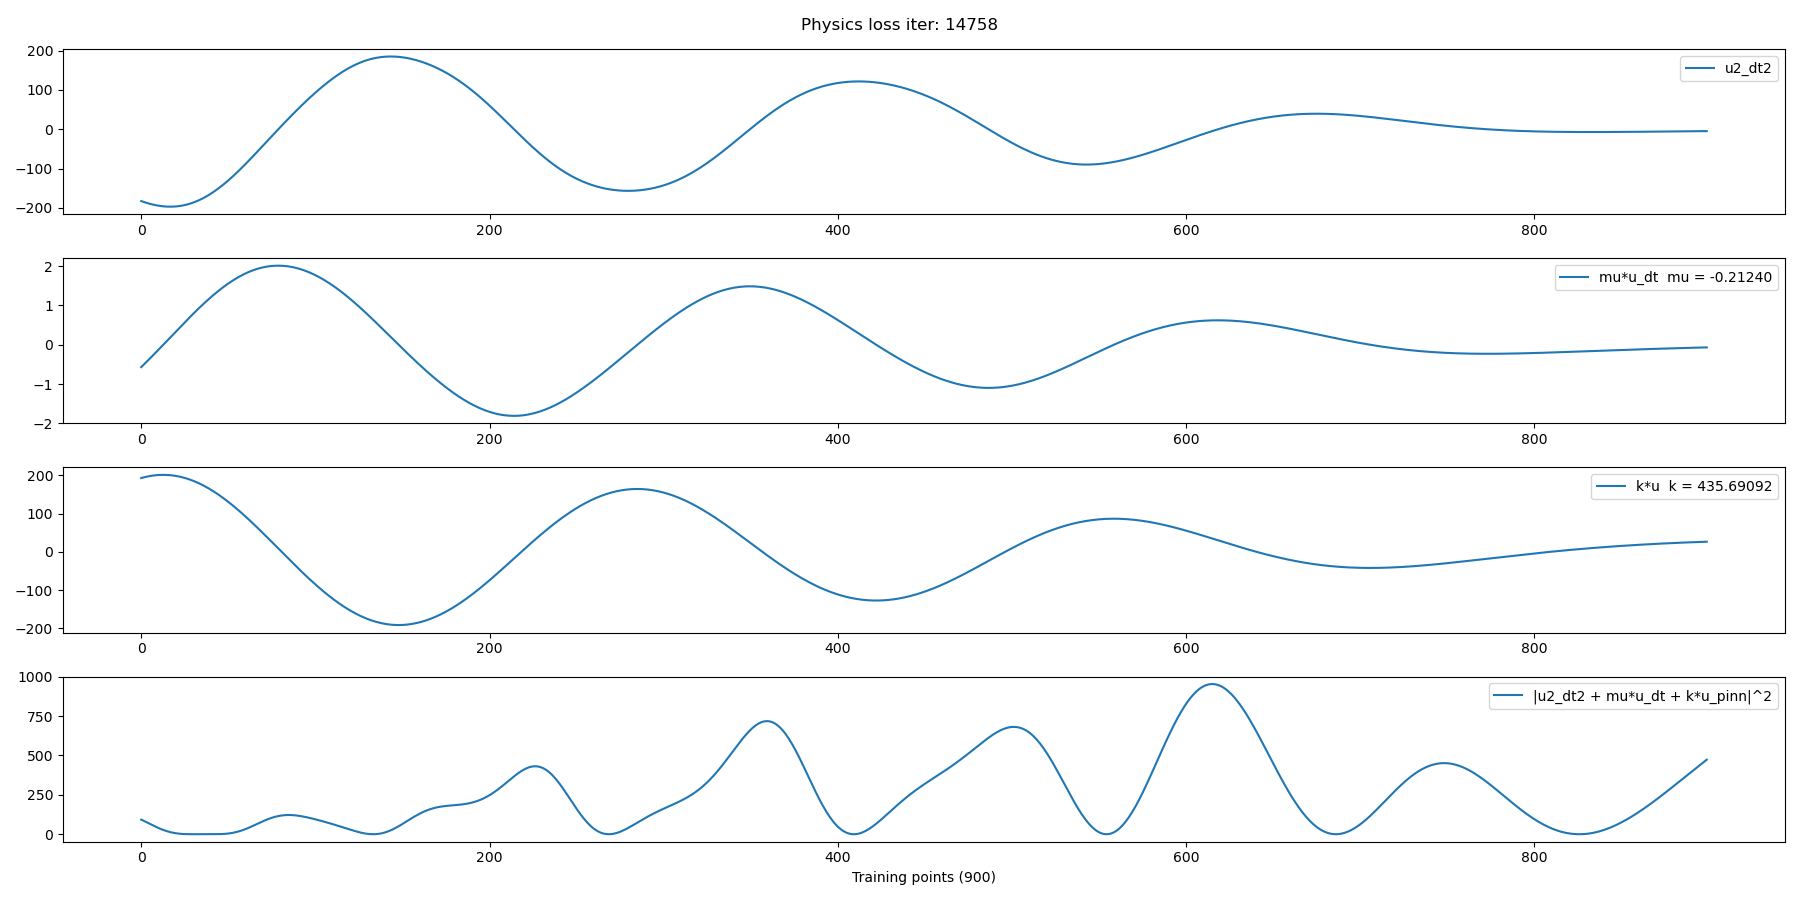 Physics loss iter: 14758
200
100
0
−100
−200
u2_dt2
0 200 400 600 800
2
1
0
−1
−2
mu*u_dt  mu = -0.21240
0 200 400 600 800
200
100
0
−100
−200
k*u  k = 435.69092
0 200 400 600 800
1000
750
500
250
0
|u2_dt2 + mu*u_dt + k*u_pinn|^2
0 200 400 600 800
Training points (900)